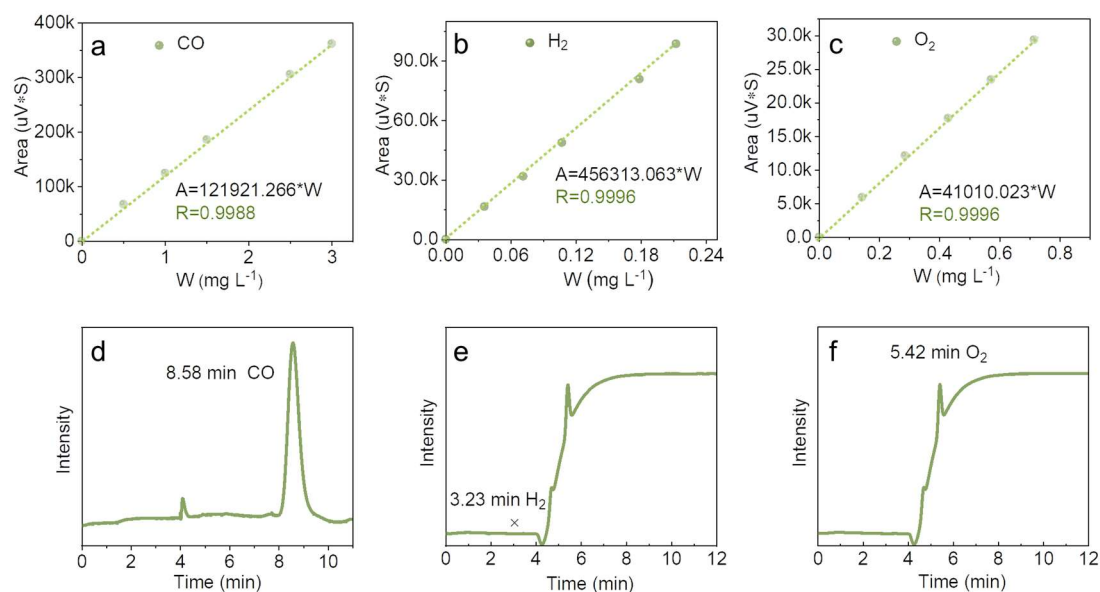 a
CO
400k
300k
200k
100k
0
Area (uV*S)
A=121921.266*W
R=0.9988
0 1 2 3
W (mg L⁻¹)
b
H₂
90.0k
60.0k
30.0k
0.0
Area (uV*S)
A=456313.063*W
R=0.9996
0.00 0.06 0.12 0.18 0.24
W (mg L⁻¹)
c
O₂
30.0k
25.0k
20.0k
15.0k
10.0k
5.0k
0.0
Area (uV*S)
A=41010.023*W
R=0.9996
0.0 0.2 0.4 0.6 0.8
W (mg L⁻¹)
d
8.58 min CO
Intensity
0 2 4 6 8 10
Time (min)
e
3.23 min H₂
×
Intensity
0 2 4 6 8 10 12
Time (min)
f
5.42 min O₂
Intensity
0 2 4 6 8 10 12
Time (min)